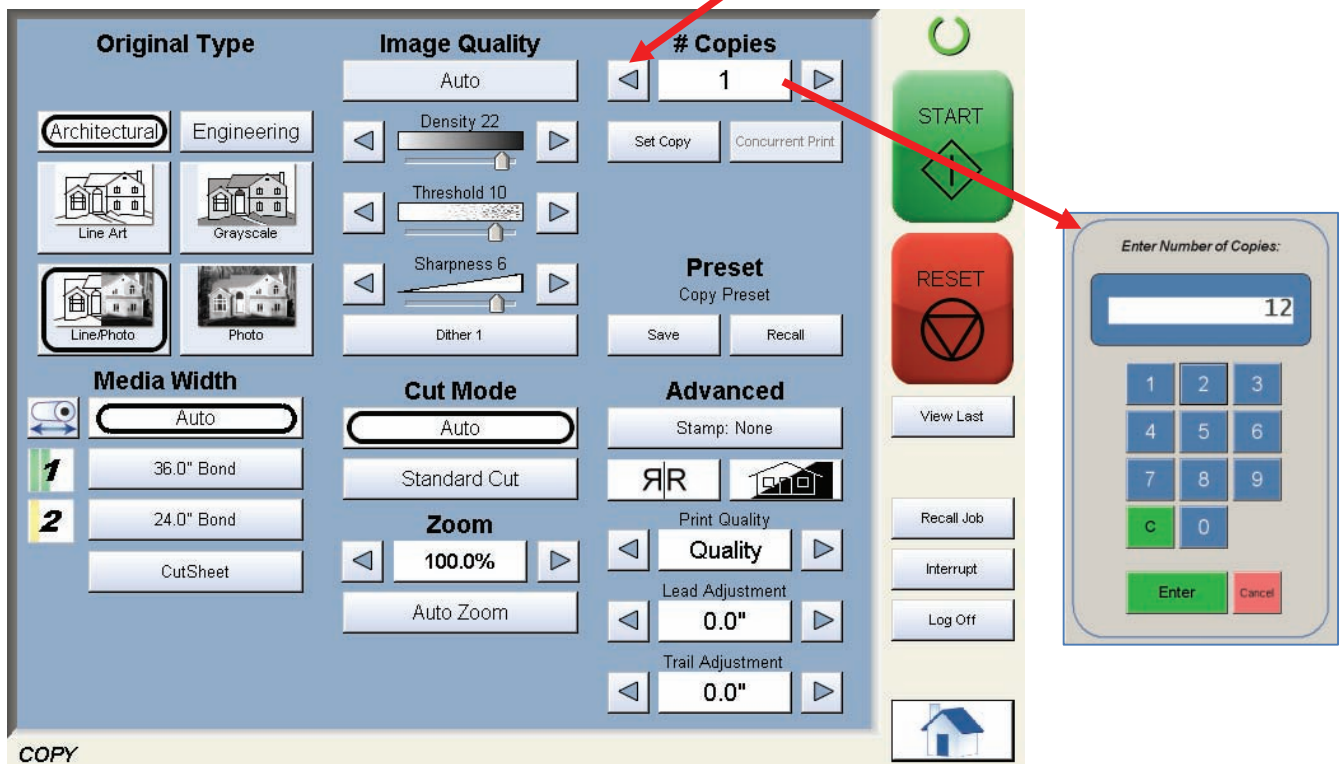 Original Type
Architectural
Engineering
Line Art
Grayscale
Line/Photo
Photo
Media Width
Auto
1
36.0" Bond
2
24.0" Bond
CutSheet
Image Quality
Auto
Density 22
Threshold 10
Sharpness 6
Dither 1
Cut Mode
Auto
Standard Cut
Zoom
100.0%
Auto Zoom
# Copies
1
Set Copy
Concurrent Print
Preset
Copy Preset
Save
Recall
Advanced
Stamp: None
ЯR
Print Quality
Quality
Lead Adjustment
0.0"
Trail Adjustment
0.0"
START
RESET
View Last
Recall Job
Interrupt
Log Off
COPY
Enter Number of Copies:
12
1 2 3
4 5 6
7 8 9
C 0
Enter Cancel